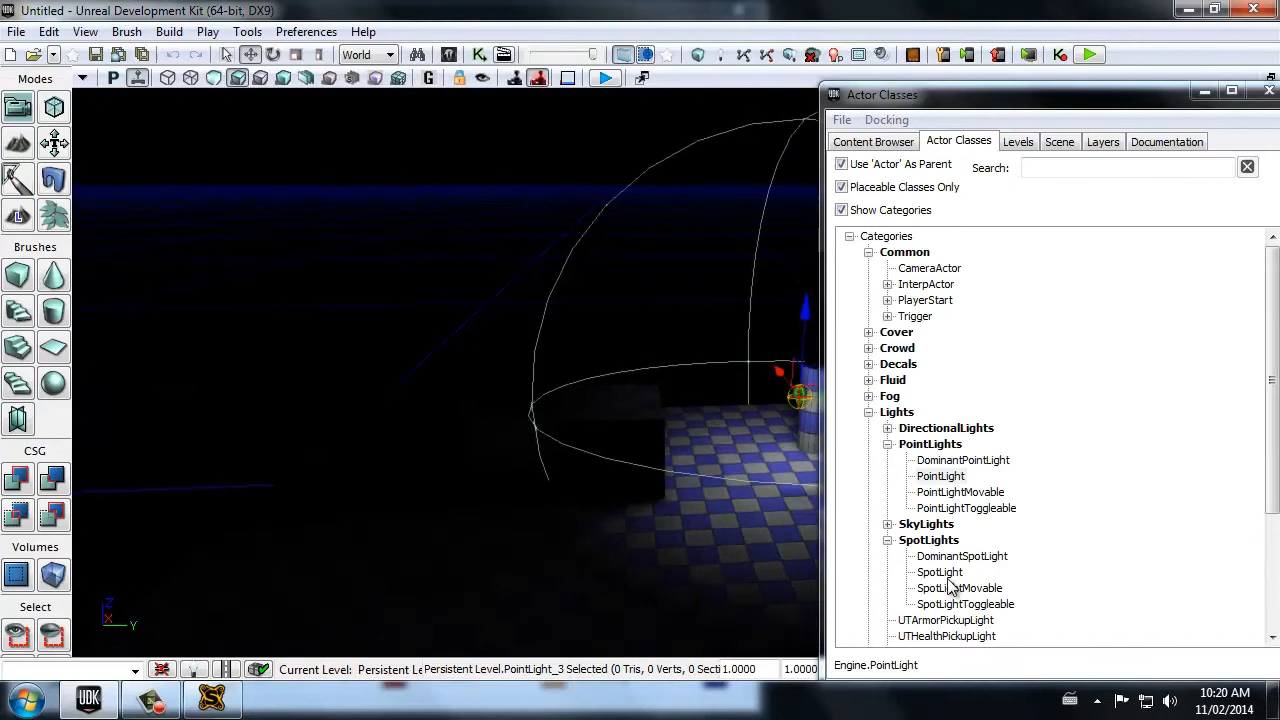 Untitled - Unreal Development Kit (64-bit, DX9)
File Edit View Brush Build Play Tools Preferences Help
World
Modes
P
G
Actor Classes
File Docking
Content Browser Actor Classes Levels Scene Layers Documentation
Use 'Actor' As Parent
Search:
Placeable Classes Only
Show Categories
Categories
Common
CameraActor
InterpActor
PlayerStart
Trigger
Cover
Crowd
Decals
Fluid
Fog
Lights
DirectionalLights
PointLights
DominantPointLight
PointLight
PointLightMovable
PointLightToggleable
SkyLights
SpotLights
DominantSpotLight
SpotLight
SpotLightMovable
SpotLightToggleable
UTArmorPickupLight
UTHealthPickupLight
Engine.PointLight
L
Brushes
CSG
Volumes
Select
Z
X
Y
Current Level: Persistent Le Persistent Level.PointLight_3 Selected (0 Tris, 0 Verts, 0 Secti 1.0000 1.0000
UDK
10:20 AM
11/02/2014